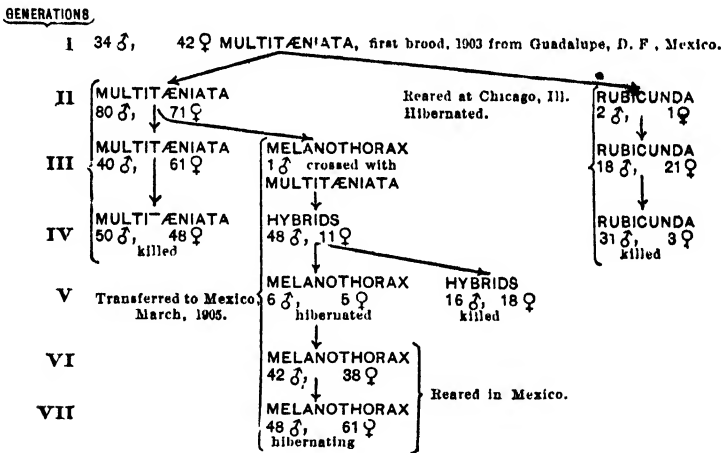 GENERATIONS
I 34 ♂, 42 ♀ MULTITÆNIATA, first brood, 1903 from Guadalupe, D. F, Mexico.
II MULTITÆNIATA Reared at Chicago, Ill. RUBICUNDA
80 ♂, 71 ♀ Hibernated. 2 ♂, 1 ♀
III MULTITÆNIATA MELANOTHORAX RUBICUNDA
40 ♂, 61 ♀ 1 ♂ crossed with 18 ♂, 21 ♀
MULTITÆNIATA
IV MULTITÆNIATA HYBRIDS RUBICUNDA
50 ♂, 48 ♀ 48 ♂, 11 ♀ 31 ♂, 3 ♀
killed killed
V MELANOTHORAX HYBRIDS
Transferred to Mexico 6 ♂, 5 ♀ 16 ♂, 18 ♀
March, 1905. hibernated killed
VI MELANOTHORAX
42 ♂, 38 ♀ Reared in Mexico.
VII MELANOTHORAX
48 ♂, 61 ♀
hibernating